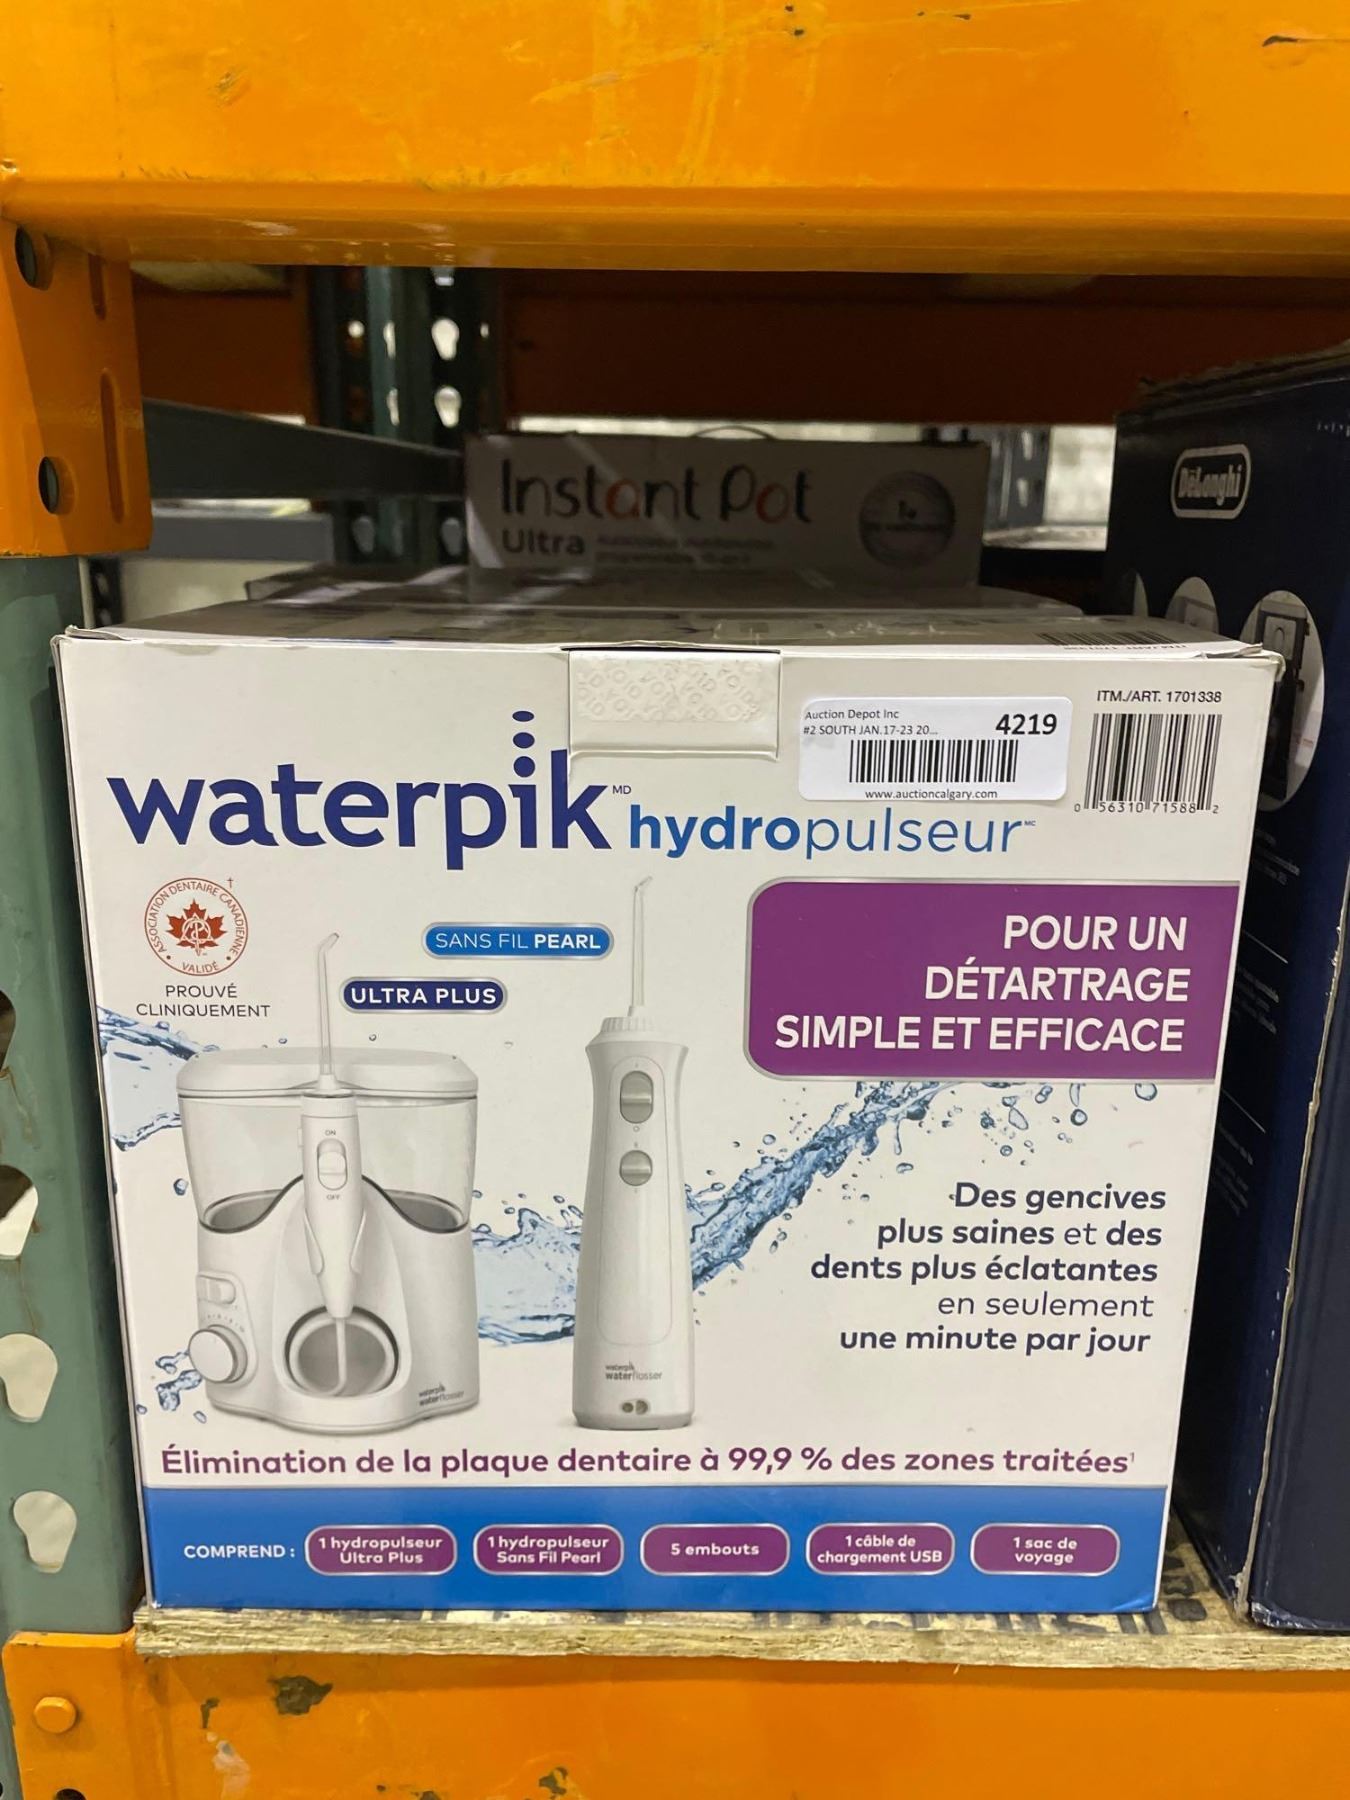 Instant Pot
Ultra
DeLonghi
Auction Depot Inc
#2 SOUTH JAN.17-23 20...
4219
www.auctioncalgary.com
ITM./ART. 1701338
0 56310 71588 2
waterpik MD
hydropulseur MC
ASSOCIATION DENTAIRE CANADIENNE †
VALIDÉ
PROUVÉ
CLINIQUEMENT
SANS FIL PEARL
ULTRA PLUS
POUR UN
DÉTARTRAGE
SIMPLE ET EFFICACE
ON
OFF
Des gencives
plus saines et des
dents plus éclatantes
en seulement
une minute par jour
waterpik
waterflosser
waterpik
waterflosser
Élimination de la plaque dentaire à 99,9 % des zones traitées¹
COMPREND :
1 hydropulseur
Ultra Plus
1 hydropulseur
Sans Fil Pearl
5 embouts
1 câble de
chargement USB
1 sac de
voyage